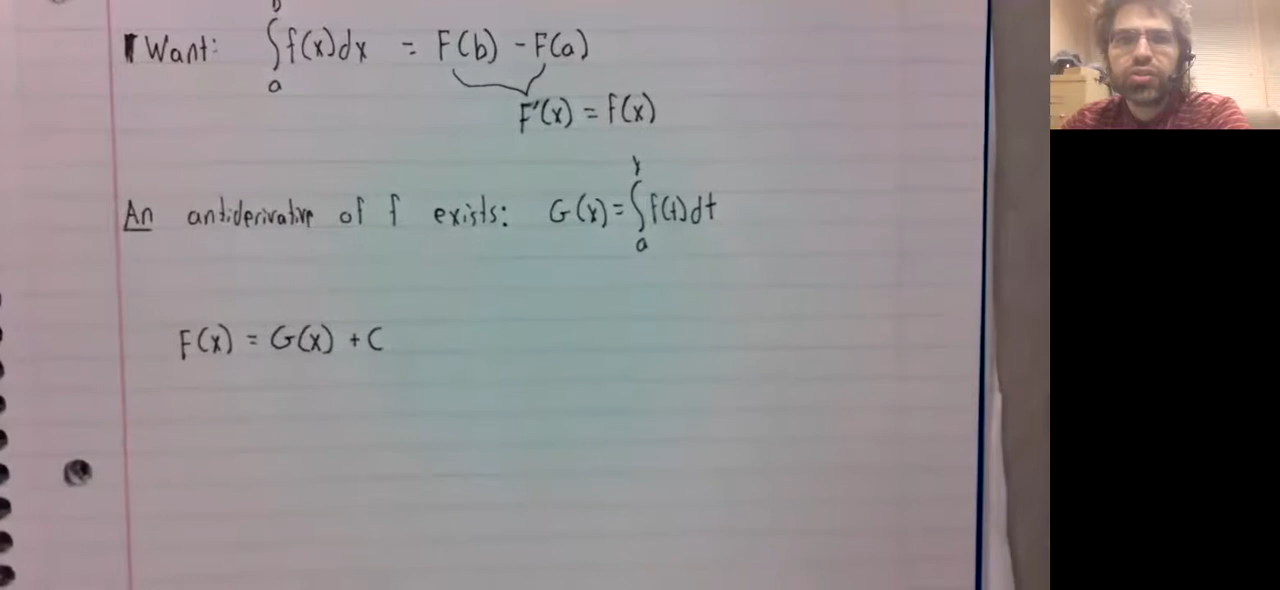 Want: ∫_a^b f(x)dx = F(b) - F(a)
F'(x) = f(x)
An antiderivative of f exists: G(x) = ∫_a^x f(t)dt
F(x) = G(x) + C